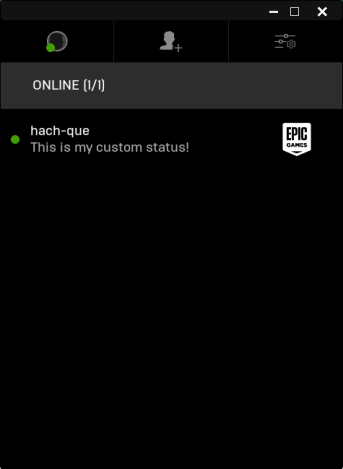 ONLINE (1/1)
hach-que
This is my custom status!
EPIC
GAMES